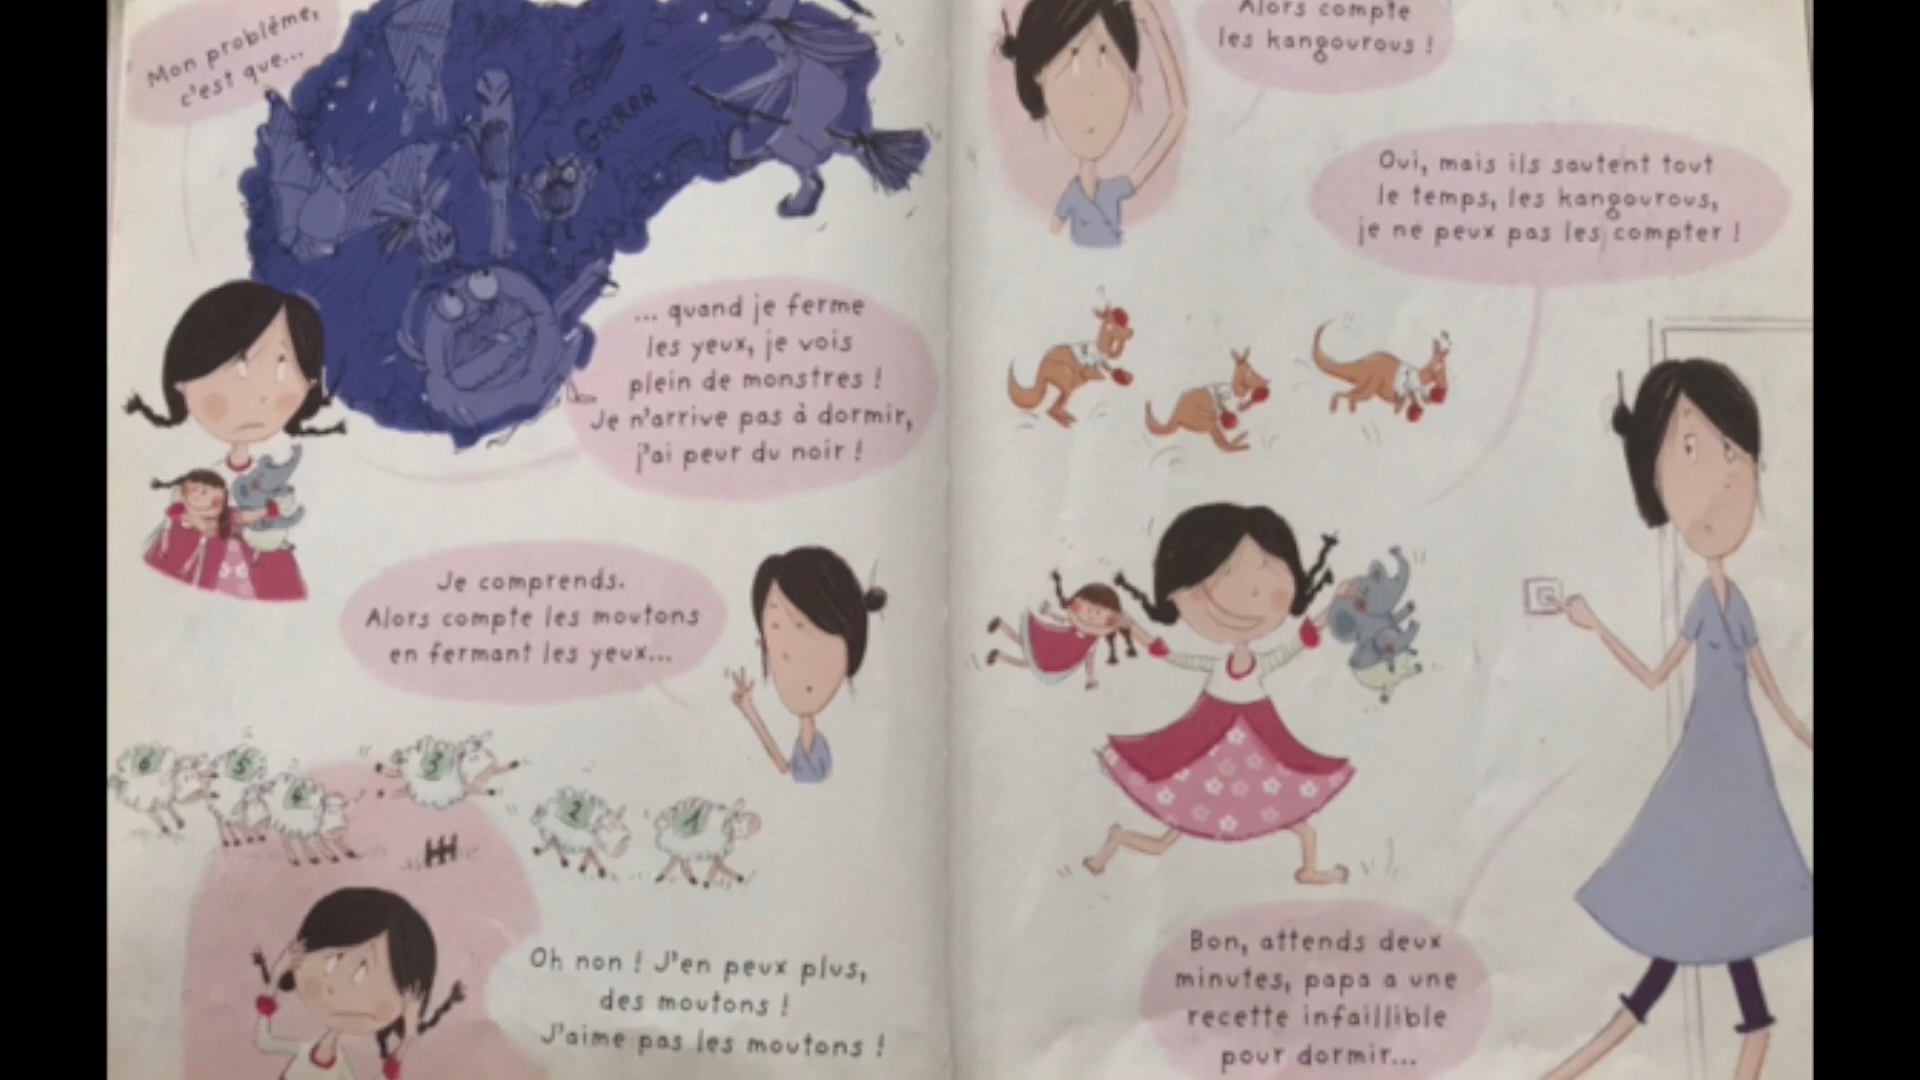 Mon problème,
c'est que...
GRRRR
... quand je ferme
les yeux, je vois
plein de monstres !
Je n'arrive pas à dormir,
j'ai peur du noir !
Je comprends.
Alors compte les moutons
en fermant les yeux...
6
5
4
3
2
1
Oh non ! J'en peux plus,
des moutons !
J'aime pas les moutons !
Alors compte
les kangourous !
Oui, mais ils sautent tout
le temps, les kangourous,
je ne peux pas les compter !
Bon, attends deux
minutes, papa a une
recette infaillible
pour dormir...